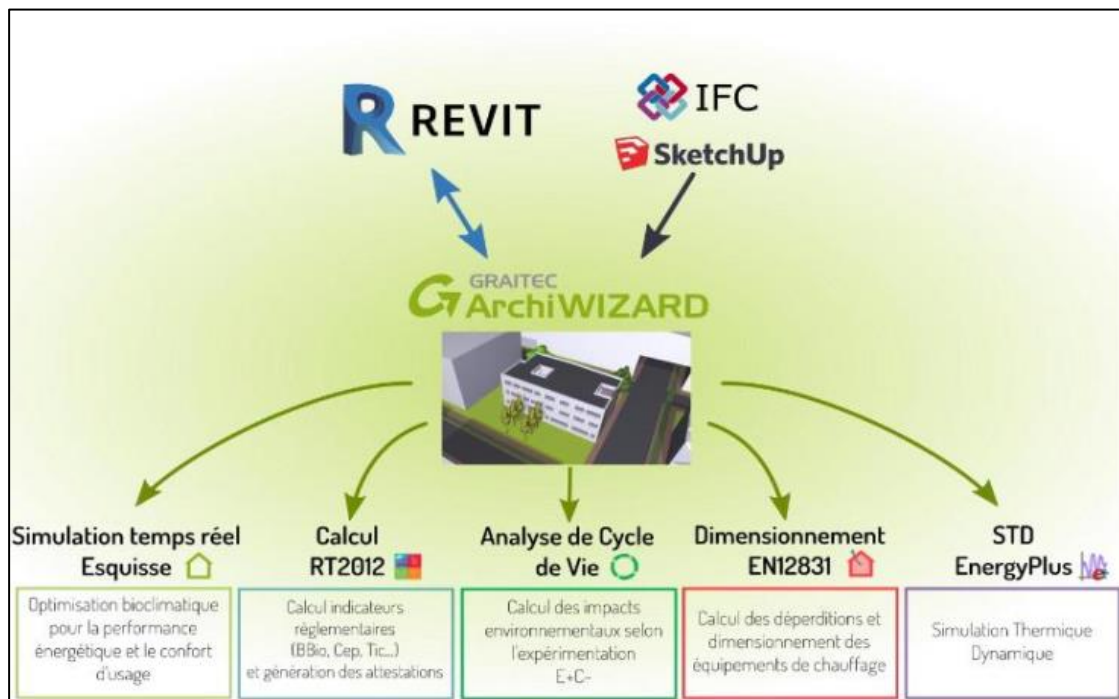 REVIT
IFC
SketchUp
GRAITEC
ArchiWIZARD
Simulation temps réel
Esquisse
Optimisation bioclimatique
pour la performance
énergétique et le confort
d'usage
Calcul
RT2012
Calcul indicateurs
règlementaires
(BBio, Cep, Tic...)
et génération des attestations
Analyse de Cycle
de Vie
Calcul des impacts
environnementaux selon
l'expérimentation
E+C-
Dimensionnement
EN12831
Calcul des déperditions et
dimensionnement des
équipements de chauffage
STD
EnergyPlus
Simulation Thermique
Dynamique